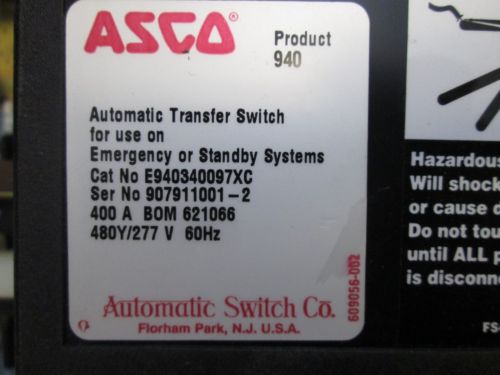 ASCO®
Product
940
Automatic Transfer Switch
for use on
Emergency or Standby Systems
Cat No E940340097XC
Ser No 907911001-2
400 A BOM 621066
480Y/277 V 60Hz
609056-002
Automatic Switch Co.
Florham Park, N.J. U.S.A.
Hazardous
Will shock
or cause d
Do not tou
until ALL p
is disconne
FS-